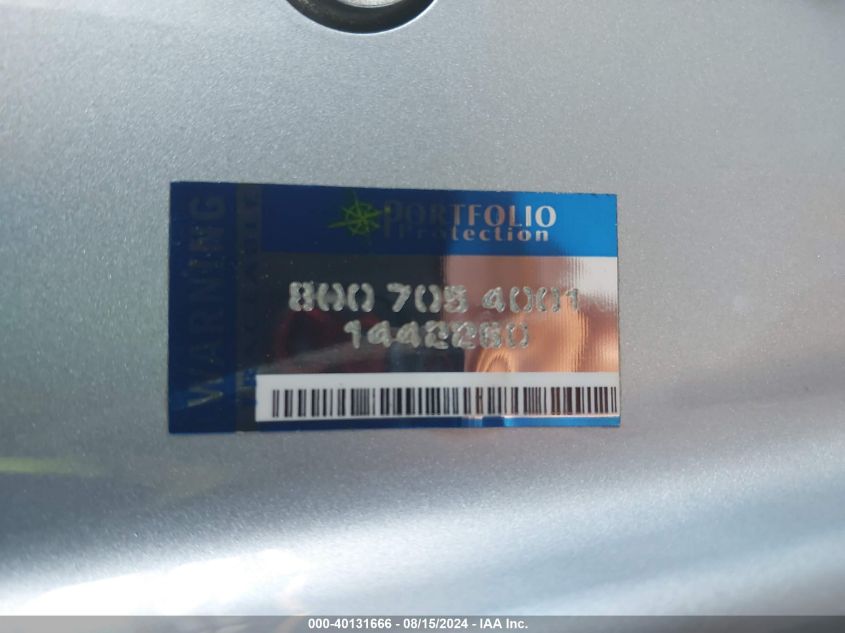 WARNING
PORTFOLIO
Protection
800 705 4001
1442260
000-40131666 - 08/15/2024 - IAA Inc.